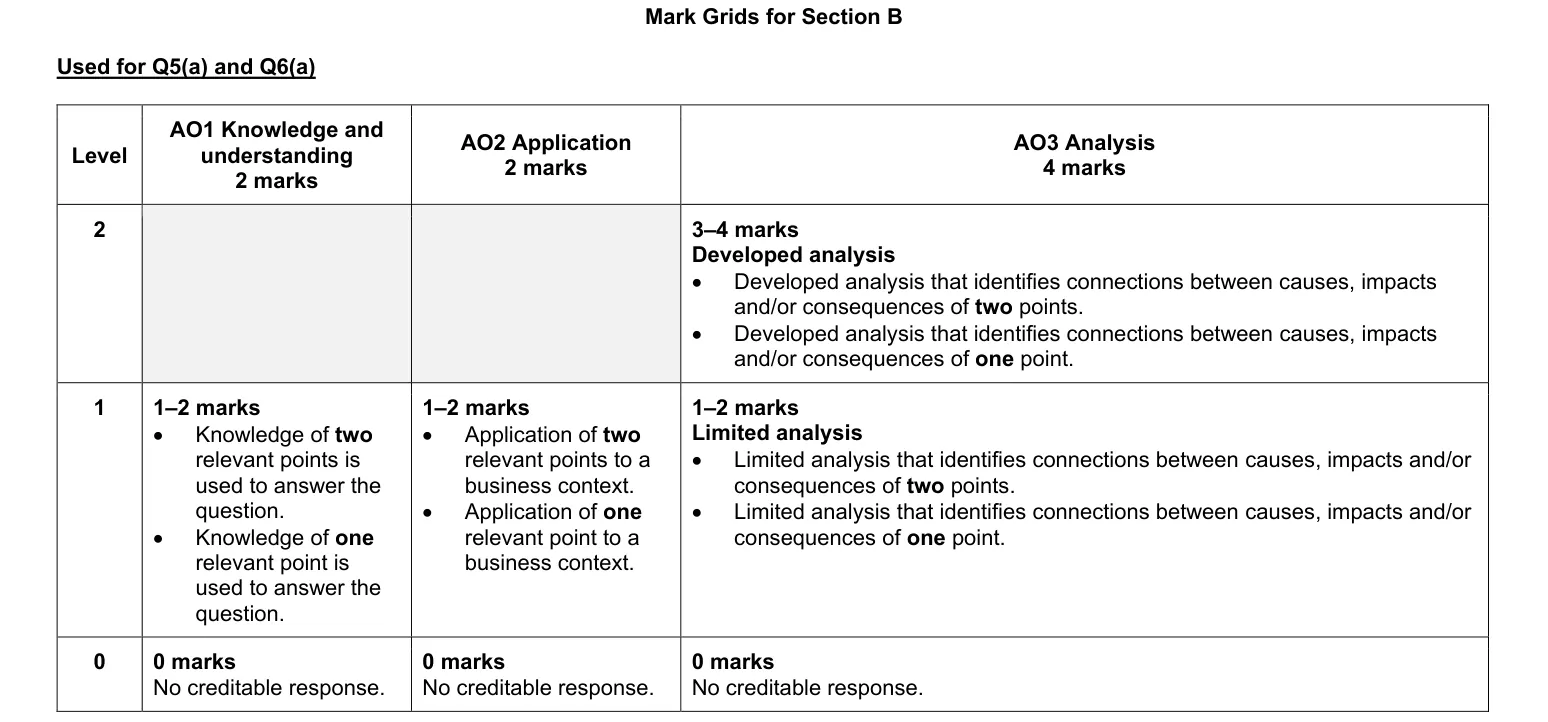 Mark Grids for Section B
Used for Q5(a) and Q6(a)
Level
AO1 Knowledge and
understanding
2 marks
AO2 Application
2 marks
AO3 Analysis
4 marks
2
3–4 marks
Developed analysis
• Developed analysis that identifies connections between causes, impacts
and/or consequences of two points.
• Developed analysis that identifies connections between causes, impacts
and/or consequences of one point.
1
1–2 marks
• Knowledge of two
relevant points is
used to answer the
question.
• Knowledge of one
relevant point is
used to answer the
question.
1–2 marks
• Application of two
relevant points to a
business context.
• Application of one
relevant point to a
business context.
1–2 marks
Limited analysis
• Limited analysis that identifies connections between causes, impacts and/or
consequences of two points.
• Limited analysis that identifies connections between causes, impacts and/or
consequences of one point.
0
0 marks
No creditable response.
0 marks
No creditable response.
0 marks
No creditable response.